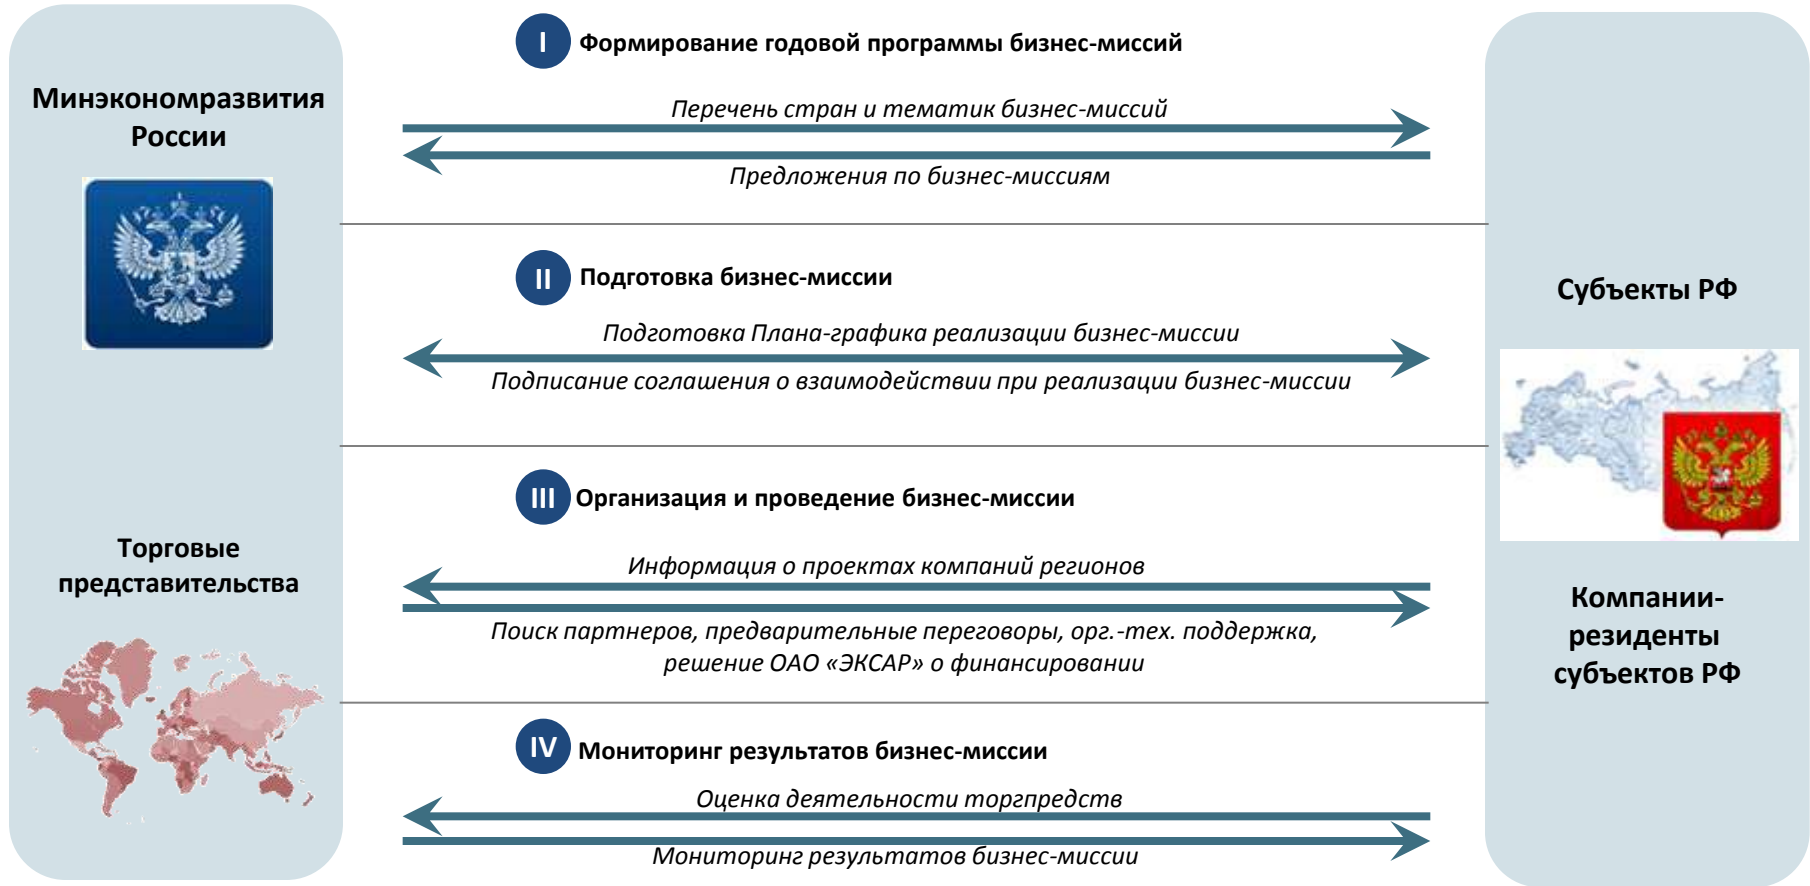 Минэкономразвития
России
Торговые
представительства
I
Формирование годовой программы бизнес-миссий
Перечень стран и тематик бизнес-миссий
Предложения по бизнес-миссиям
II
Подготовка бизнес-миссии
Подготовка Плана-графика реализации бизнес-миссии
Подписание соглашения о взаимодействии при реализации бизнес-миссии
III
Организация и проведение бизнес-миссии
Информация о проектах компаний регионов
Поиск партнеров, предварительные переговоры, орг.-тех. поддержка,
решение ОАО «ЭКСАР» о финансировании
IV
Мониторинг результатов бизнес-миссии
Оценка деятельности торгпредств
Мониторинг результатов бизнес-миссии
Субъекты РФ
Компании-
резиденты
субъектов РФ